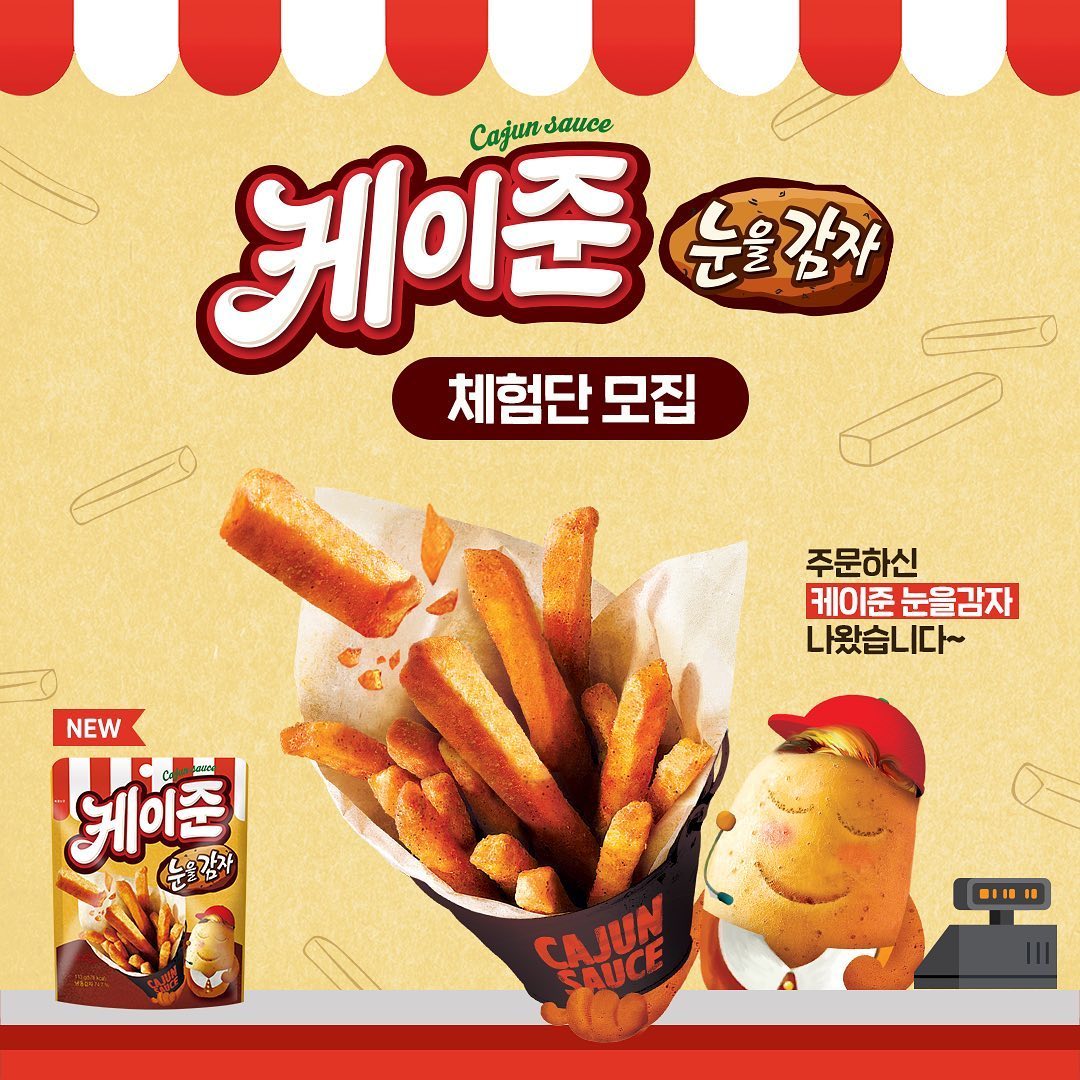 Cajun sauce
케이준 눈을감자
체험단 모집
주문하신
케이준 눈을감자
나왔습니다~
NEW
Cajun sauce
케이준
눈을감자
CAJUN
SAUCE
CAJUN
SAUCE